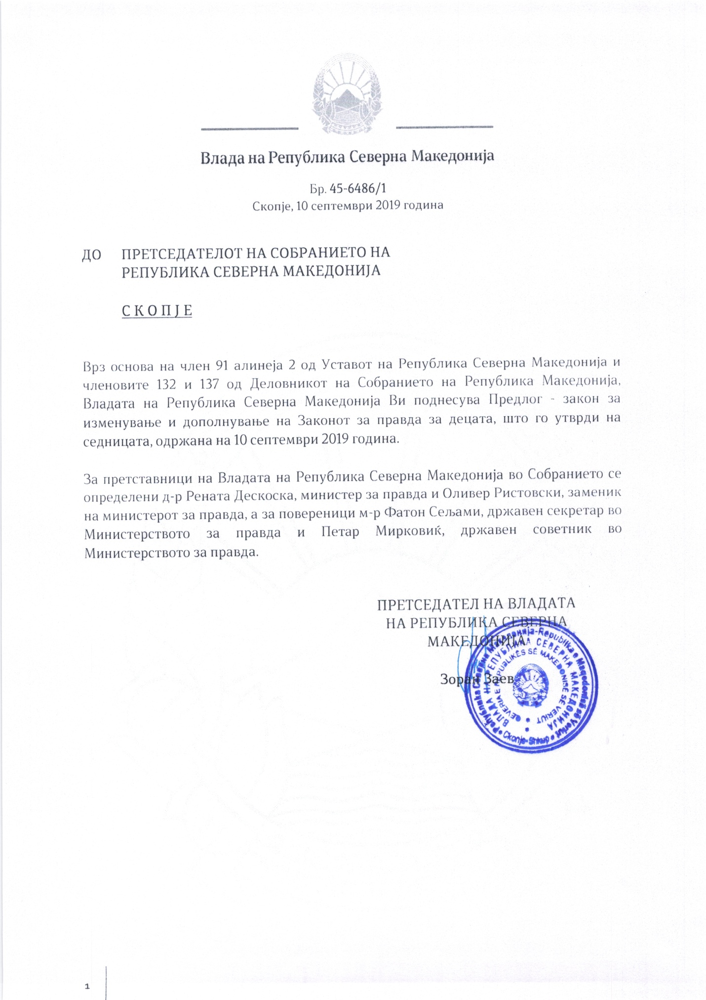 Влада на Република Северна Македонија
Бр. 45-6486/1
Скопје, 10 септември 2019 година
ДО ПРЕТСЕДАТЕЛОТ НА СОБРАНИЕТО НА
РЕПУБЛИКА СЕВЕРНА МАКЕДОНИЈА
С К О П Ј Е
Врз основа на член 91 алинеја 2 од Уставот на Република Северна Македонија и
членовите 132 и 137 од Деловникот на Собранието на Република Македонија,
Владата на Република Северна Македонија Ви поднесува Предлог - закон за
изменување и дополнување на Законот за правда за децата, што го утврди на
седницата, одржана на 10 септември 2019 година.
За претставници на Владата на Република Северна Македонија во Собранието се
определени д-р Рената Дескоска, министер за правда и Оливер Ристовски, заменик
на министерот за правда, а за повереници м-р Фатон Сељами, државен секретар во
Министерството за правда и Петар Мирковиќ, државен советник во
Министерството за правда.
ПРЕТСЕДАТЕЛ НА ВЛАДАТА
НА РЕПУБЛИКА СЕВЕРНА
МАКЕДОНИЈА
Зоран Заев
Република Северна Македонија-Republika e Maqedonisë së Veriut
ВЛАДА НА РЕПУБЛИКА СЕВЕРНА МАКЕДОНИЈА
QEVERIA E REPUBLIKËS SË MAKEDONISË SË VERIUT
Скопје-Shkup
1